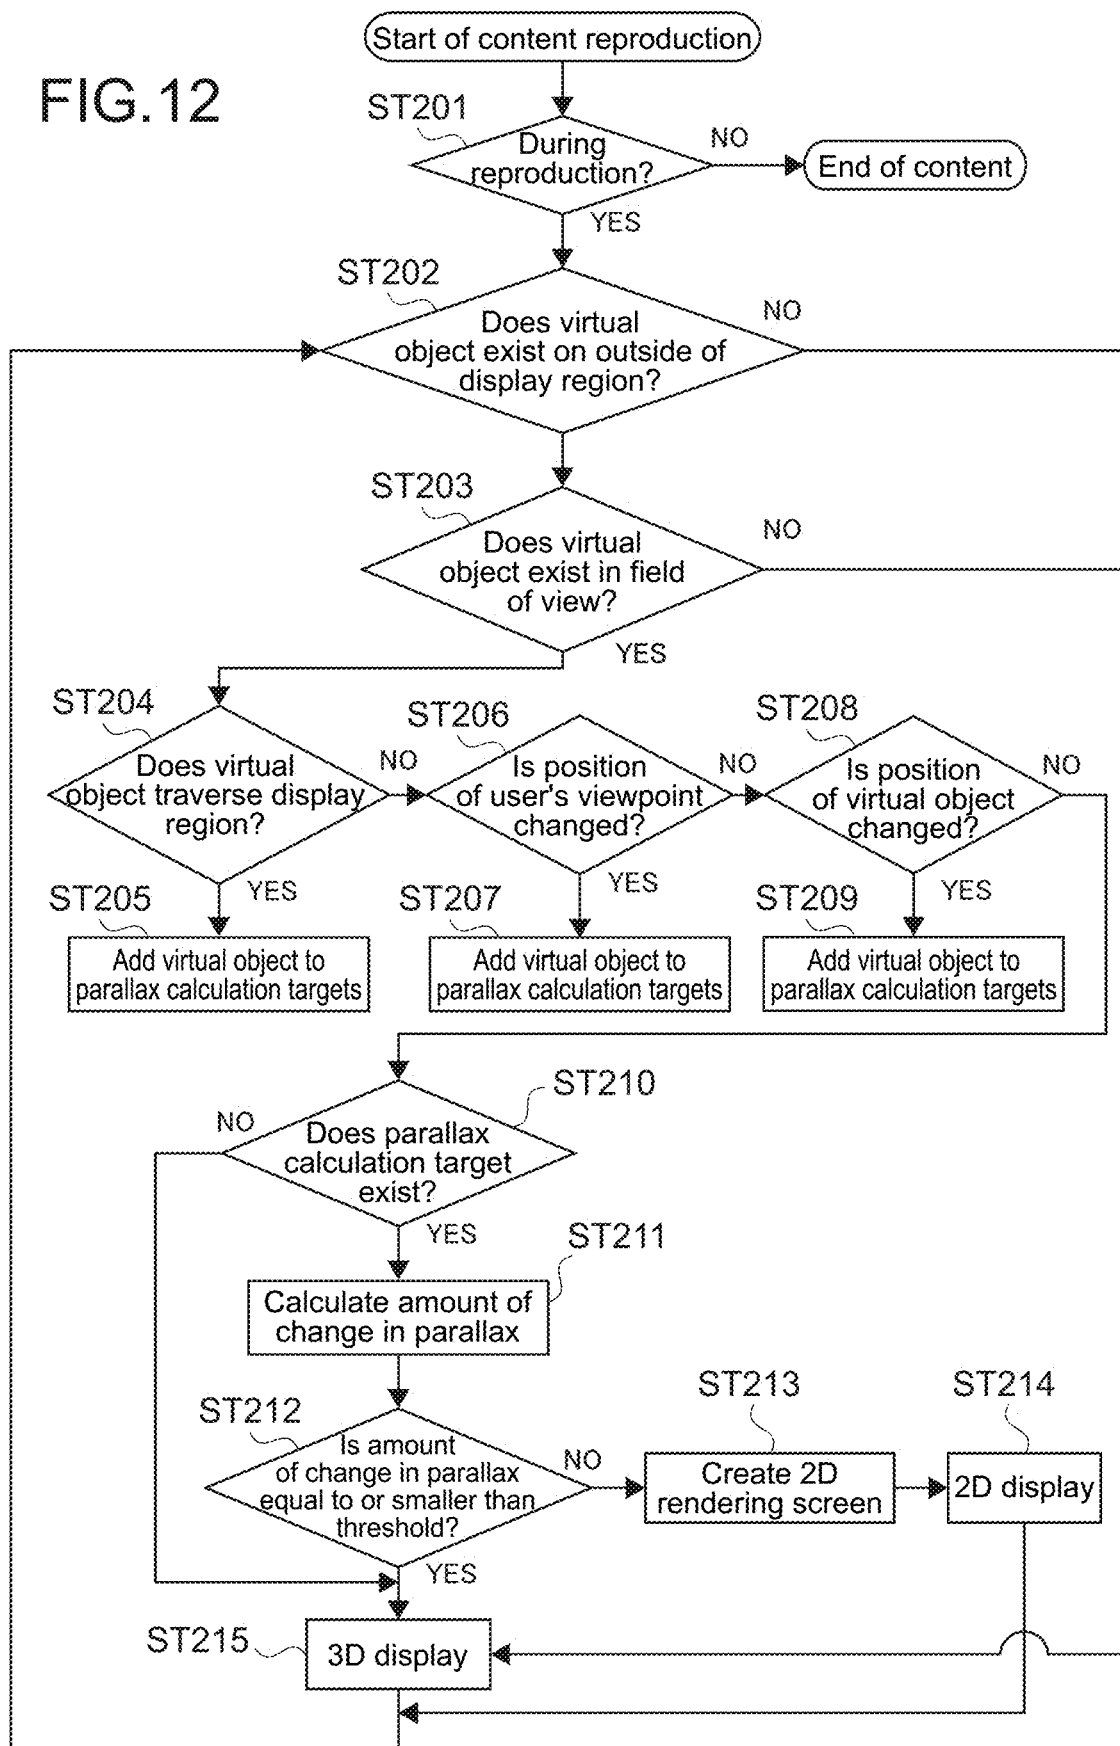 Start of content reproduction
FIG.12
ST201
During
reproduction?
NO
End of content
YES
ST202
Does virtual
object exist on outside of
display region?
NO
ST203
Does virtual
object exist in field
of view?
NO
YES
ST204
Does virtual
object traverse display
region?
NO
YES
ST206
Is position
of user's viewpoint
changed?
NO
YES
ST208
Is position
of virtual object
changed?
NO
YES
ST205
Add virtual object to
parallax calculation targets
ST207
Add virtual object to
parallax calculation targets
ST209
Add virtual object to
parallax calculation targets
ST210
NO
Does parallax
calculation target
exist?
YES
ST211
Calculate amount of
change in parallax
ST212
Is amount
of change in parallax
equal to or smaller than
threshold?
NO
YES
ST213
Create 2D
rendering screen
ST214
2D display
ST215
3D display